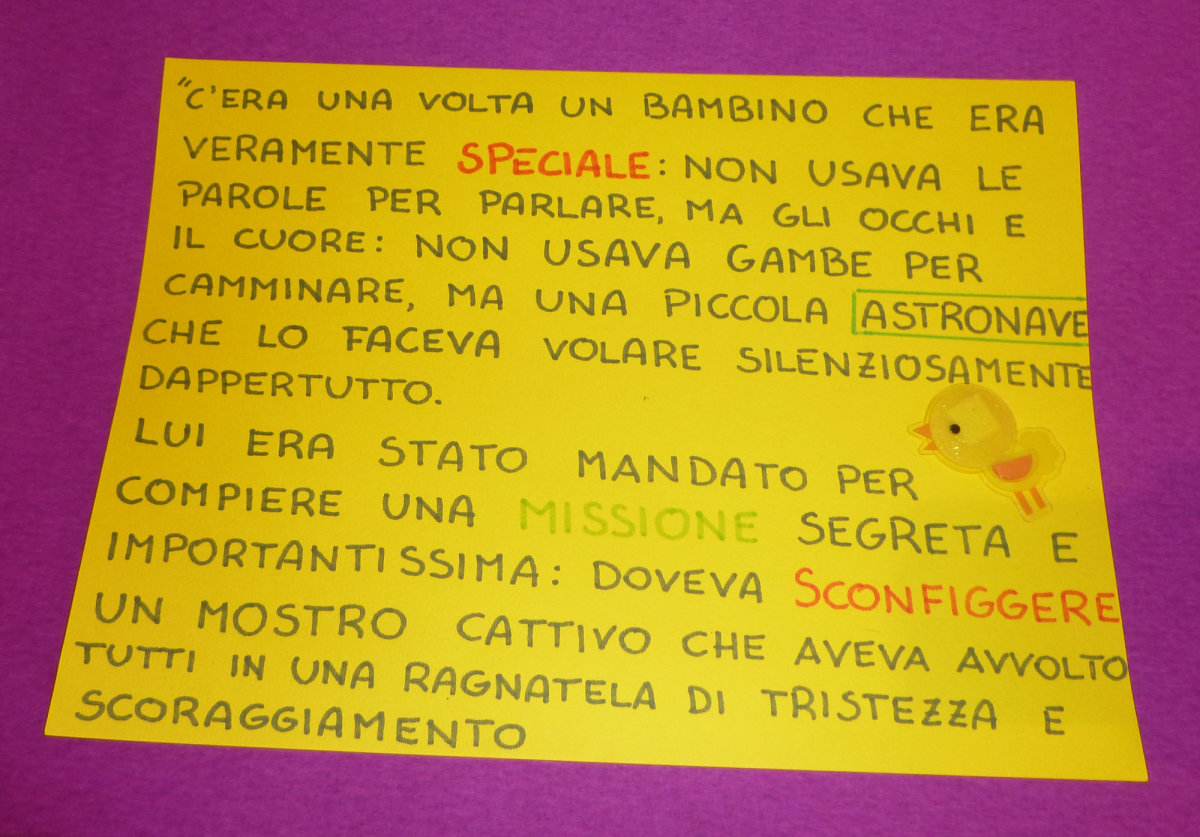 "C'ERA UNA VOLTA UN BAMBINO CHE ERA
VERAMENTE SPECIALE: NON USAVA LE
PAROLE PER PARLARE, MA GLI OCCHI E
IL CUORE: NON USAVA GAMBE PER
CAMMINARE, MA UNA PICCOLA ASTRONAVE
CHE LO FACEVA VOLARE SILENZIOSAMENTE
DAPPERTUTTO.
LUI ERA STATO MANDATO PER
COMPIERE UNA MISSIONE SEGRETA E
IMPORTANTISSIMA: DOVEVA SCONFIGGERE
UN MOSTRO CATTIVO CHE AVEVA AVVOLTO
TUTTI IN UNA RAGNATELA DI TRISTEZZA E
SCORAGGIAMENTO